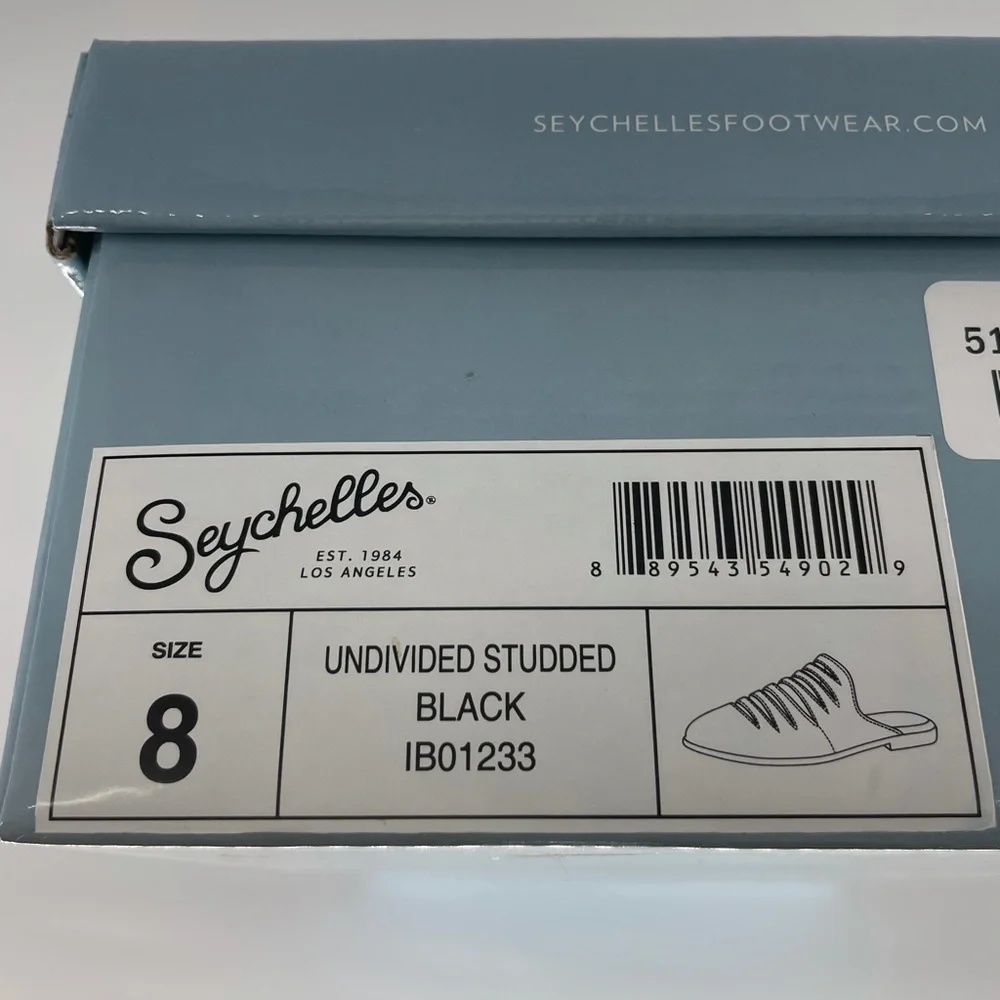 SEYCHELLESFOOTWEAR.COM
51
Seychelles®
EST. 1984
LOS ANGELES
8 89543 54902 9
SIZE
8
UNDIVIDED STUDDED
BLACK
IB01233